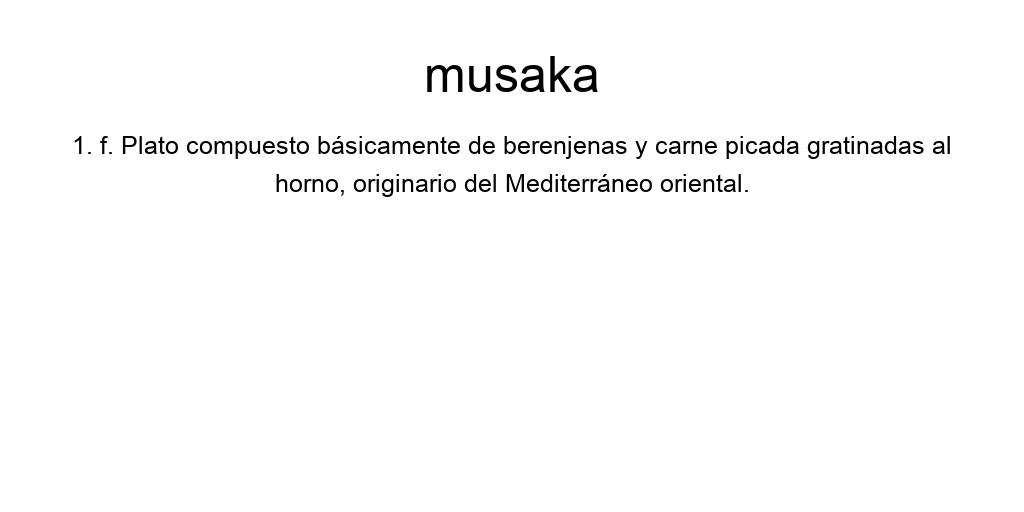 musaka
1. f. Plato compuesto básicamente de berenjenas y carne picada gratinadas al
horno, originario del Mediterráneo oriental.